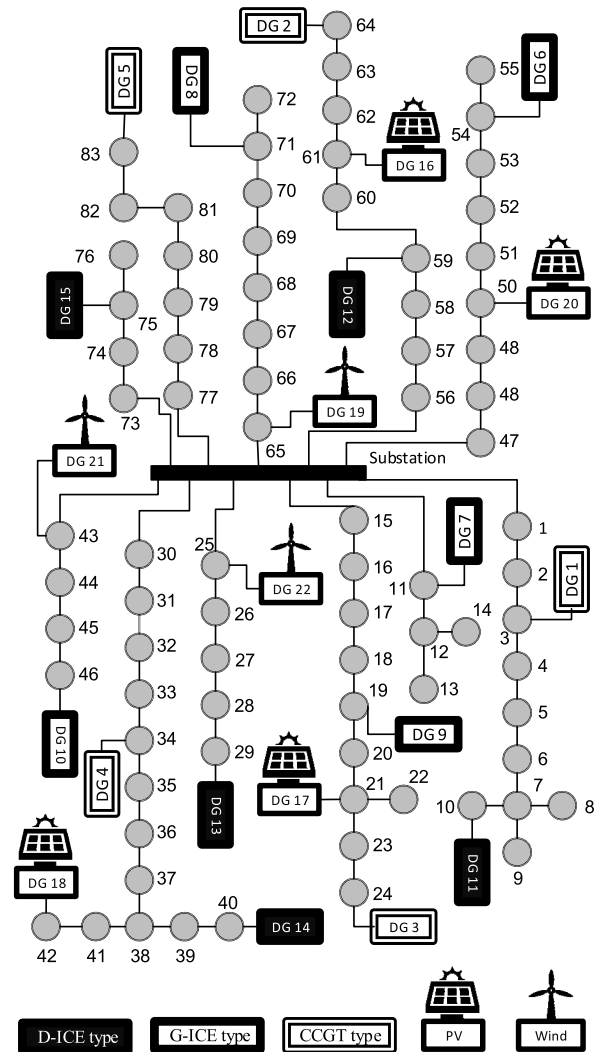 DG 2
64
55
DG 6
DG 5
DG 8
63
72
62
54
83
71
61
DG 16
53
70
60
82
81
52
76
80
69
59
51
DG 15
79
68
DG 12
58
50
DG 20
75
74
78
67
57
48
66
DG 19
73
77
56
48
65
47
DG 21
Substation
43
30
25
15
DG 7
1
DG 22
16
11
2
DG 1
44
31
26
17
14
3
45
32
27
18
12
4
46
33
28
19
13
5
DG 10
34
29
DG 9
20
6
DG 4
35
DG 13
DG 17
21
22
10
7
8
DG 18
36
23
DG 11
9
37
24
40
DG 14
DG 3
42
41
38
39
D-ICE type
G-ICE type
CCGT type
PV
Wind